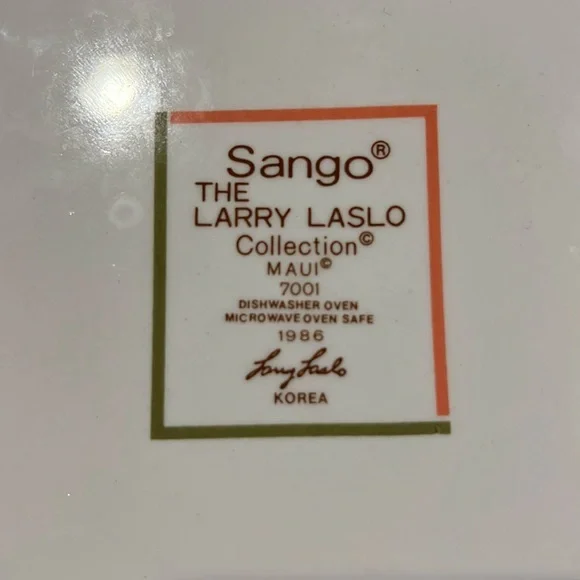 Sango®
THE
LARRY LASLO
Collection©
MAUI©
7001
DISHWASHER OVEN
MICROWAVE OVEN SAFE
1986
Larry Laslo
KOREA